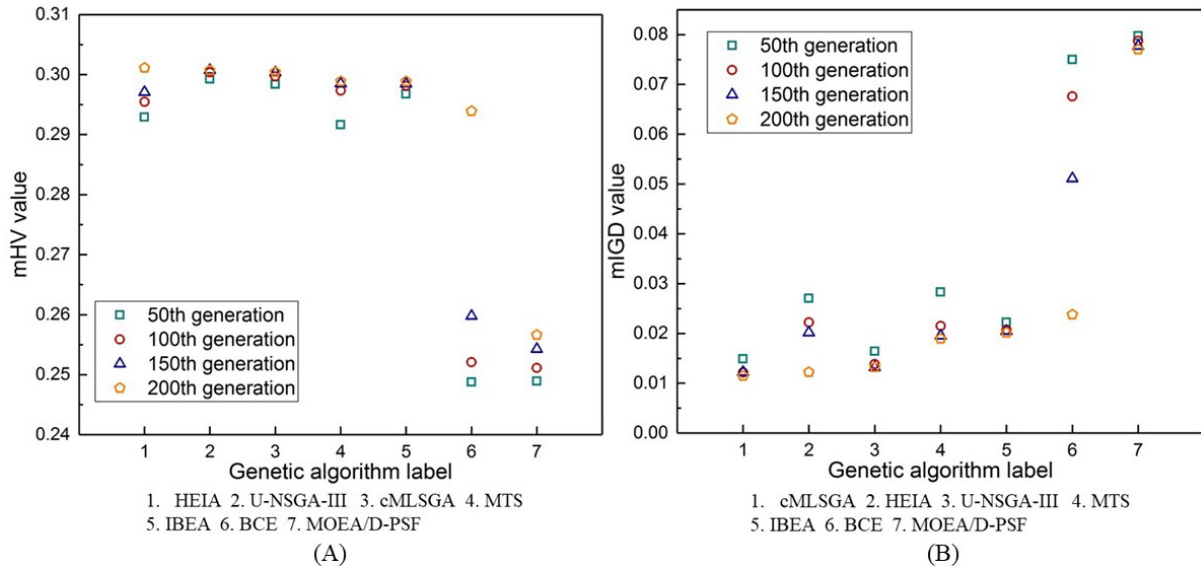 mHV value
0.31
0.30
0.29
0.28
0.27
0.26
0.25
0.24
50th generation
100th generation
150th generation
200th generation
1 2 3 4 5 6 7
Genetic algorithm label
1. HEIA 2. U-NSGA-III 3. cMLSGA 4. MTS
5. IBEA 6. BCE 7. MOEA/D-PSF
(A)
mIGD value
0.08
0.07
0.06
0.05
0.04
0.03
0.02
0.01
0.00
50th generation
100th generation
150th generation
200th generation
1 2 3 4 5 6 7
Genetic algorithm label
1. cMLSGA 2. HEIA 3. U-NSGA-III 4. MTS
5. IBEA 6. BCE 7. MOEA/D-PSF
(B)